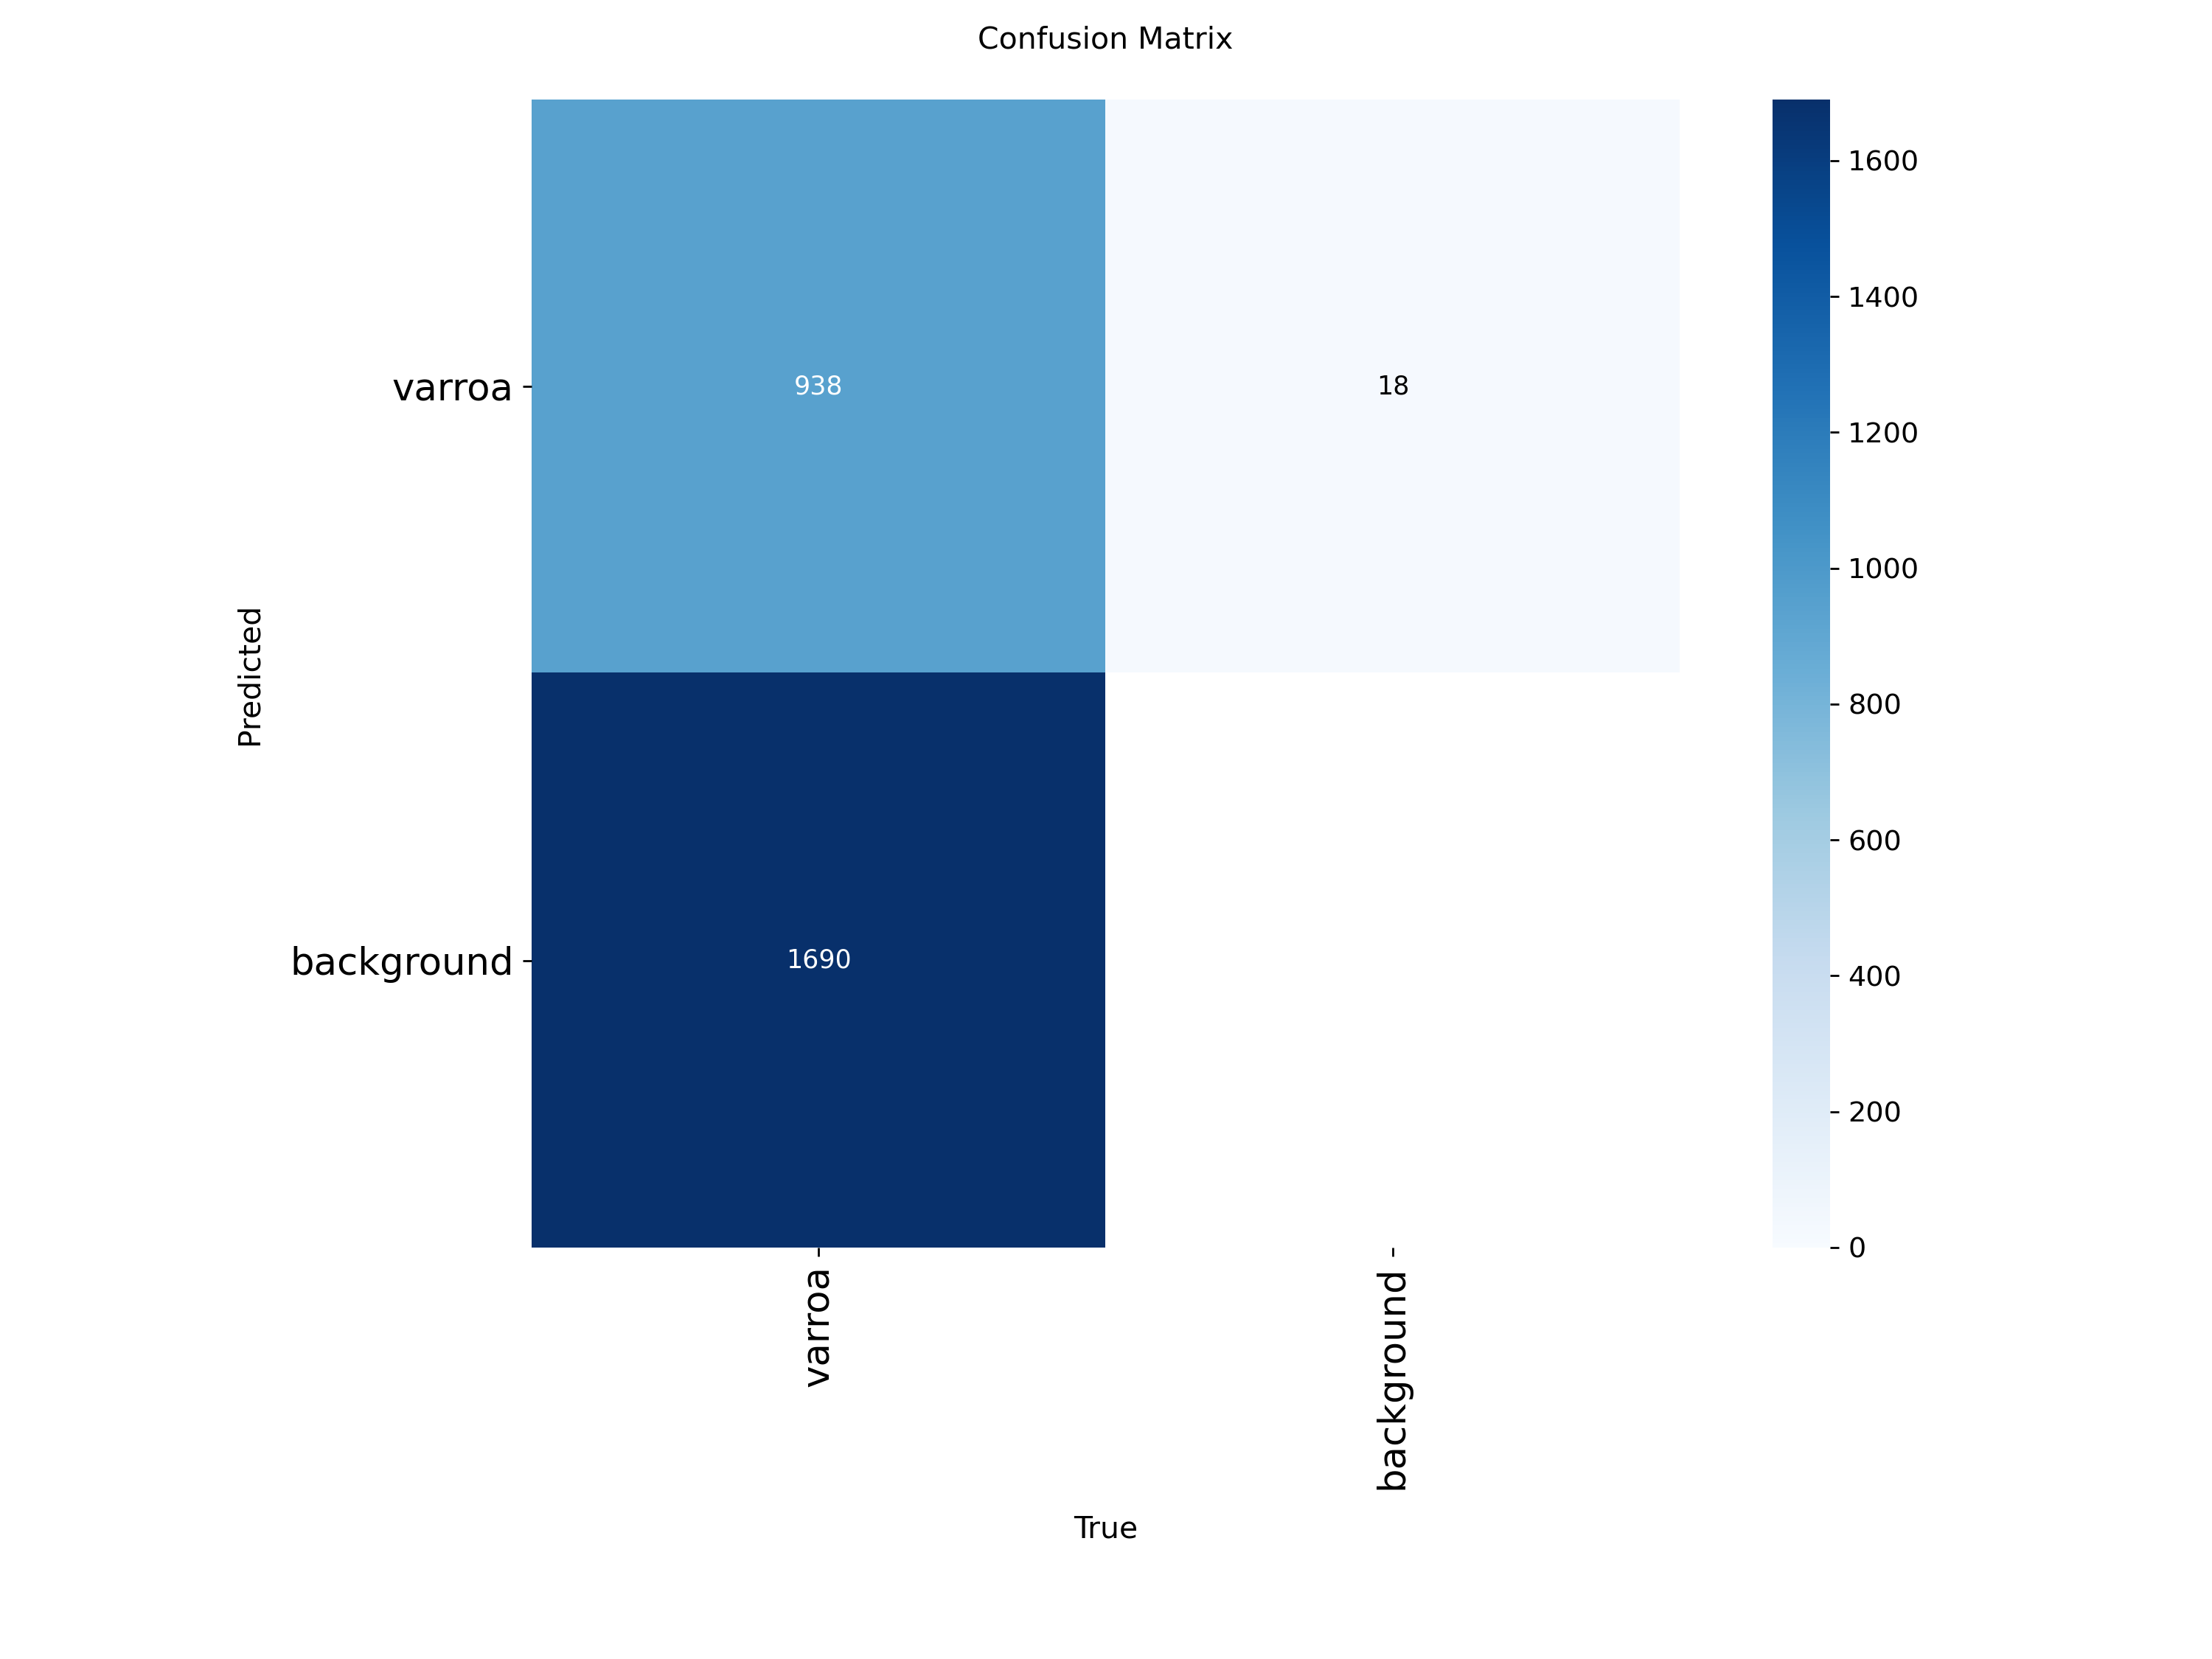 Confusion Matrix
varroa
background
Predicted
938
18
1690
varroa
background
True
1600
1400
1200
1000
800
600
400
200
0